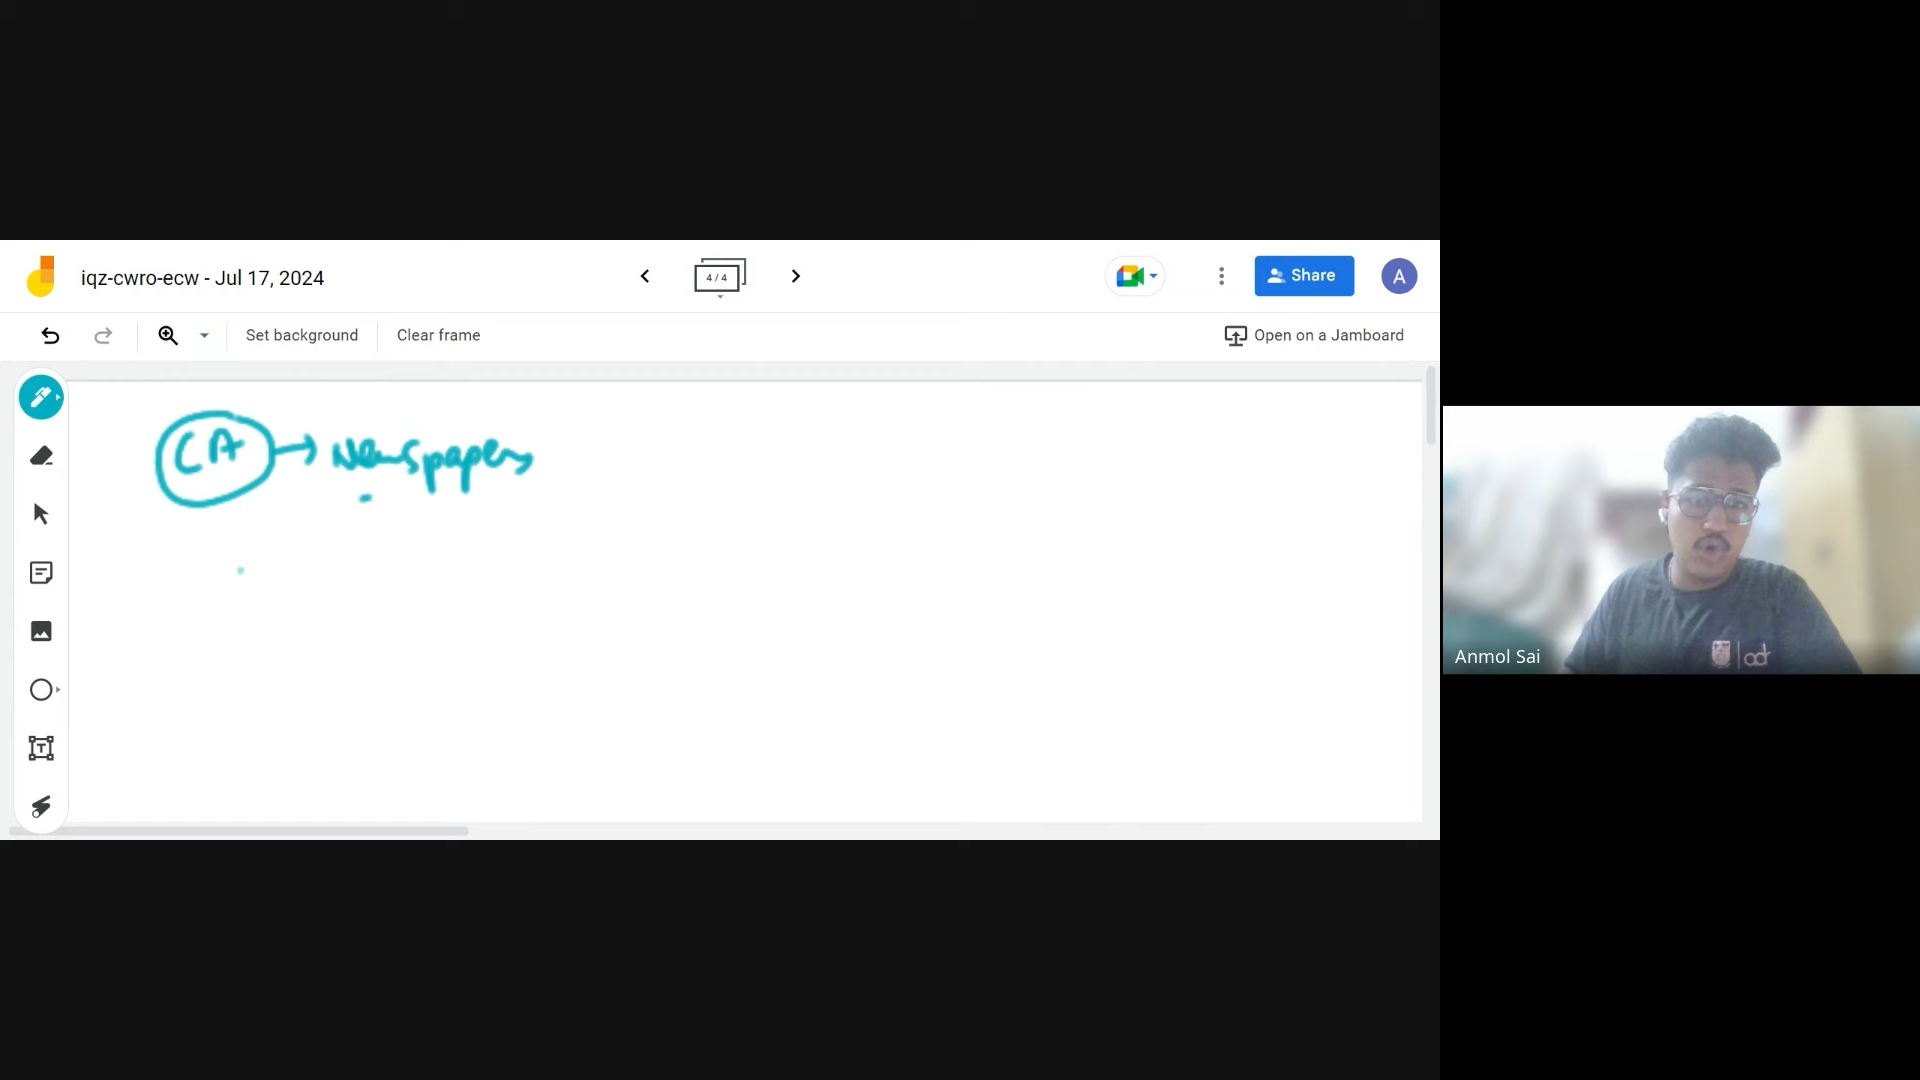 iqz-cwro-ecw - Jul 17, 2024
4 / 4
Share
A
Set background
Clear frame
Open on a Jamboard
CA → Newspapers
Anmol Sai